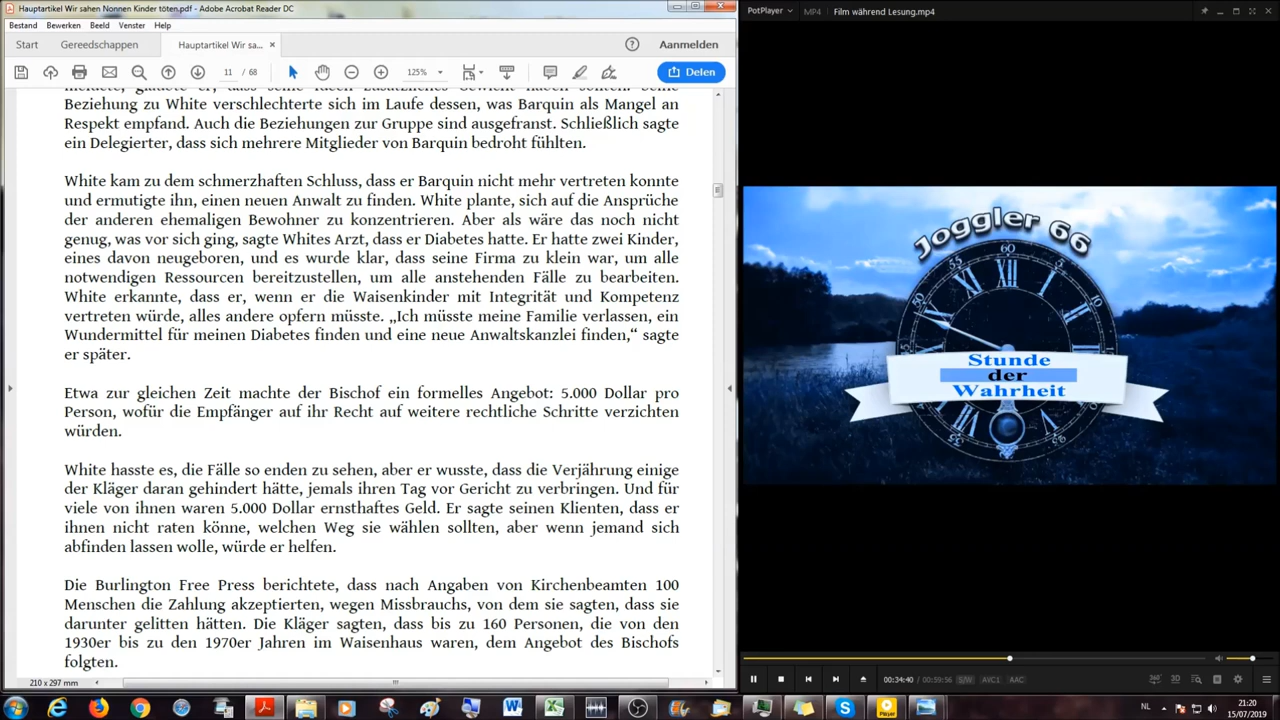 Hauptartikel Wir sahen Nonnen Kinder töten.pdf - Adobe Acrobat Reader DC
Bestand Bewerken Beeld Venster Help
Start Gereedschappen Hauptartikel Wir sa... × Aanmelden
11 / 68 125% Delen
Beziehung zu White verschlechterte sich im Laufe dessen, was Barquin als Mangel an
Respekt empfand. Auch die Beziehungen zur Gruppe sind ausgefranst. Schließlich sagte
ein Delegierter, dass sich mehrere Mitglieder von Barquin bedroht fühlten.
White kam zu dem schmerzhaften Schluss, dass er Barquin nicht mehr vertreten konnte
und ermutigte ihn, einen neuen Anwalt zu finden. White plante, sich auf die Ansprüche
der anderen ehemaligen Bewohner zu konzentrieren. Aber als wäre das noch nicht
genug, was vor sich ging, sagte Whites Arzt, dass er Diabetes hatte. Er hatte zwei Kinder,
eines davon neugeboren, und es wurde klar, dass seine Firma zu klein war, um alle
notwendigen Ressourcen bereitzustellen, um alle anstehenden Fälle zu bearbeiten.
White erkannte, dass er, wenn er die Waisenkinder mit Integrität und Kompetenz
vertreten würde, alles andere opfern müsste. „Ich müsste meine Familie verlassen, ein
Wundermittel für meinen Diabetes finden und eine neue Anwaltskanzlei finden,“ sagte
er später.
Etwa zur gleichen Zeit machte der Bischof ein formelles Angebot: 5.000 Dollar pro
Person, wofür die Empfänger auf ihr Recht auf weitere rechtliche Schritte verzichten
würden.
White hasste es, die Fälle so enden zu sehen, aber er wusste, dass die Verjährung einige
der Kläger daran gehindert hätte, jemals ihren Tag vor Gericht zu verbringen. Und für
viele von ihnen waren 5.000 Dollar ernsthaftes Geld. Er sagte seinen Klienten, dass er
ihnen nicht raten könne, welchen Weg sie wählen sollten, aber wenn jemand sich
abfinden lassen wolle, würde er helfen.
Die Burlington Free Press berichtete, dass nach Angaben von Kirchenbeamten 100
Menschen die Zahlung akzeptierten, wegen Missbrauchs, von dem sie sagten, dass sie
darunter gelitten hätten. Die Kläger sagten, dass bis zu 160 Personen, die von den
1930er bis zu den 1970er Jahren im Waisenhaus waren, dem Angebot des Bischofs
folgten.
210 x 297 mm
PotPlayer MP4 Film während Lesung.mp4
Joggler 66
60 5 10 50 55
XII I II XI X
Stunde
der
Wahrheit
35
00:34:40 / 00:59:36 S/W AVC1 AAC
360° 3D
NL 21:20
15/07/2019